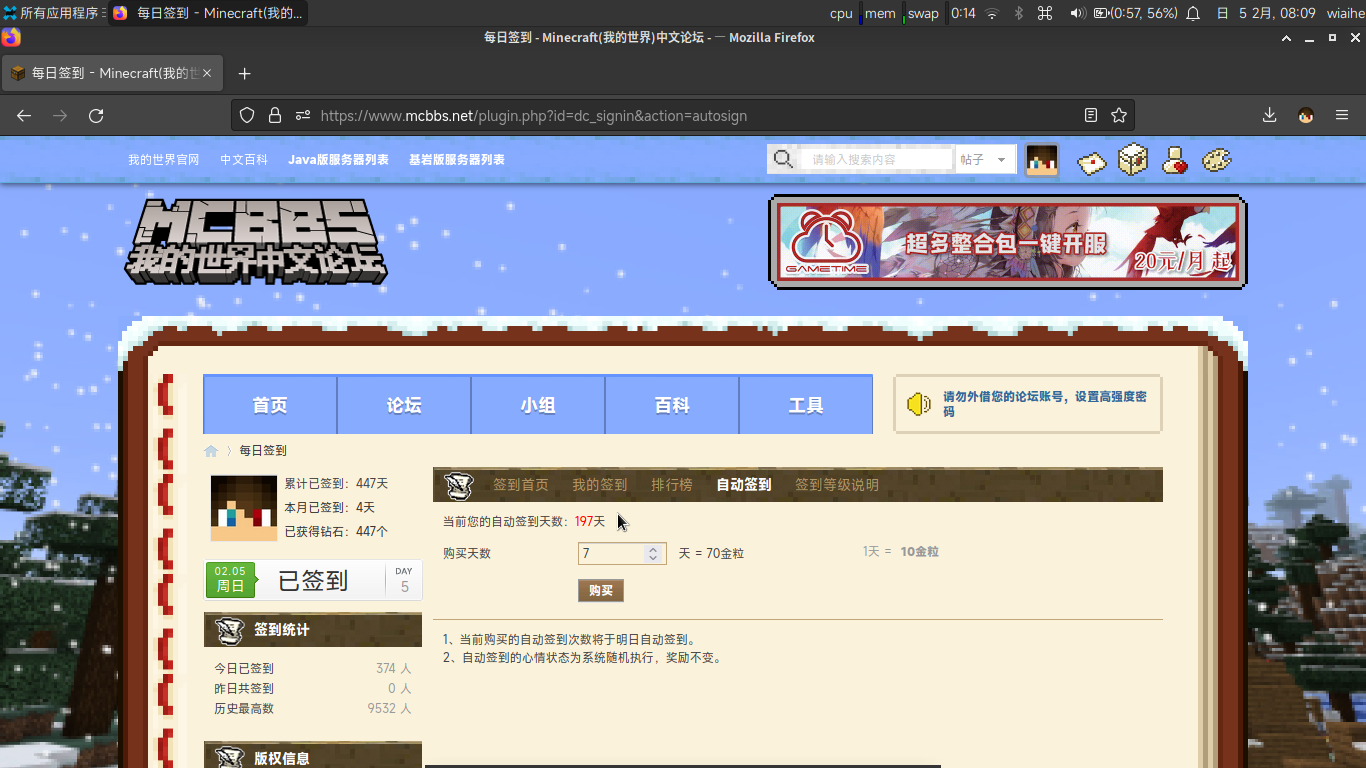 所有应用程序
每日签到 - Minecraft(我的...
cpu mem swap 0:14 (0:57, 56%) 日 5 2月, 08:09 wiaihe
每日签到 - Minecraft(我的世界)中文论坛 - — Mozilla Firefox
每日签到 - Minecraft(我的世
https://www.mcbbs.net/plugin.php?id=dc_signin&action=autosign
我的世界官网 中文百科 Java版服务器列表 基岩版服务器列表
请输入搜索内容 帖子
MCBBS
我的世界中文论坛
GAMETIME
超多整合包一键开服
20元/月 起
首页 论坛 小组 百科 工具
请勿外借您的论坛账号，设置高强度密
码
每日签到
累计已签到：447天
本月已签到：4天
已获得钻石：447个
02.05
周日
已签到
DAY
5
签到统计
今日已签到 374 人
昨日共签到 0 人
历史最高数 9532 人
版权信息
签到首页 我的签到 排行榜 自动签到 签到等级说明
当前您的自动签到天数：197天
购买天数 7 天 = 70金粒 1天 = 10金粒
购买
1、当前购买的自动签到次数将于明日自动签到。
2、自动签到的心情状态为系统随机执行，奖励不变。